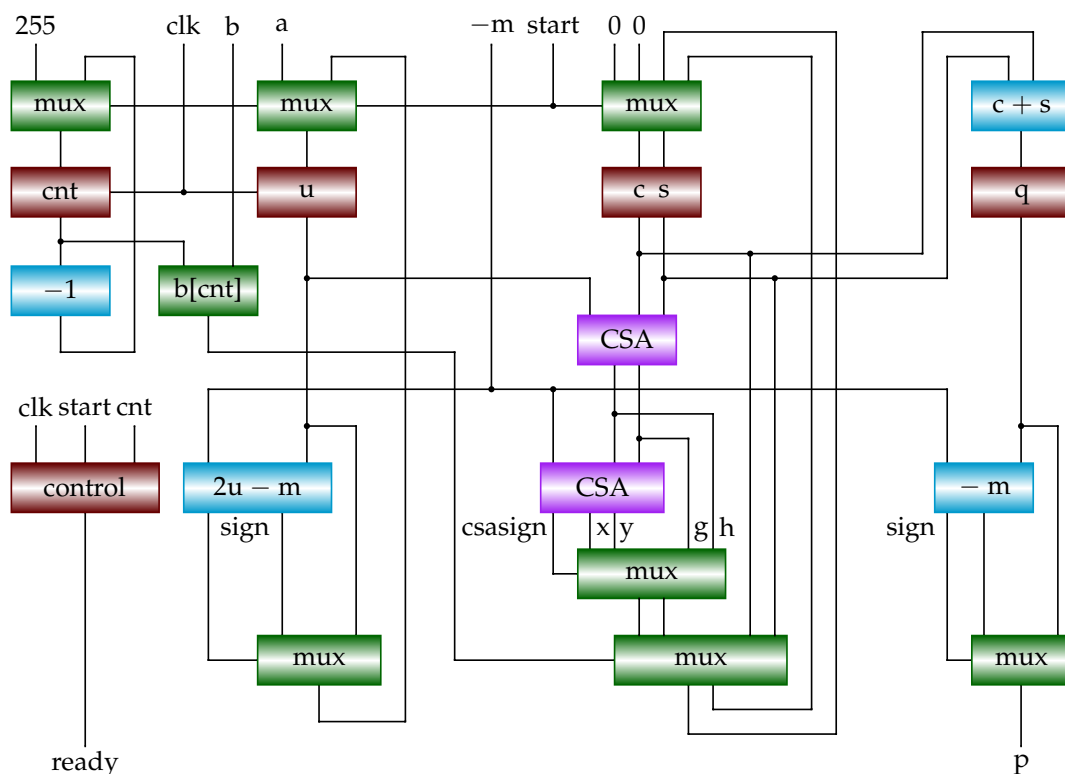 255 clk b a −m start 0 0
mux mux mux c + s
cnt u c s q
−1 b[cnt]
CSA
clk start cnt
control 2u − m CSA − m
sign csasign x y g h sign
mux
mux mux mux
ready p